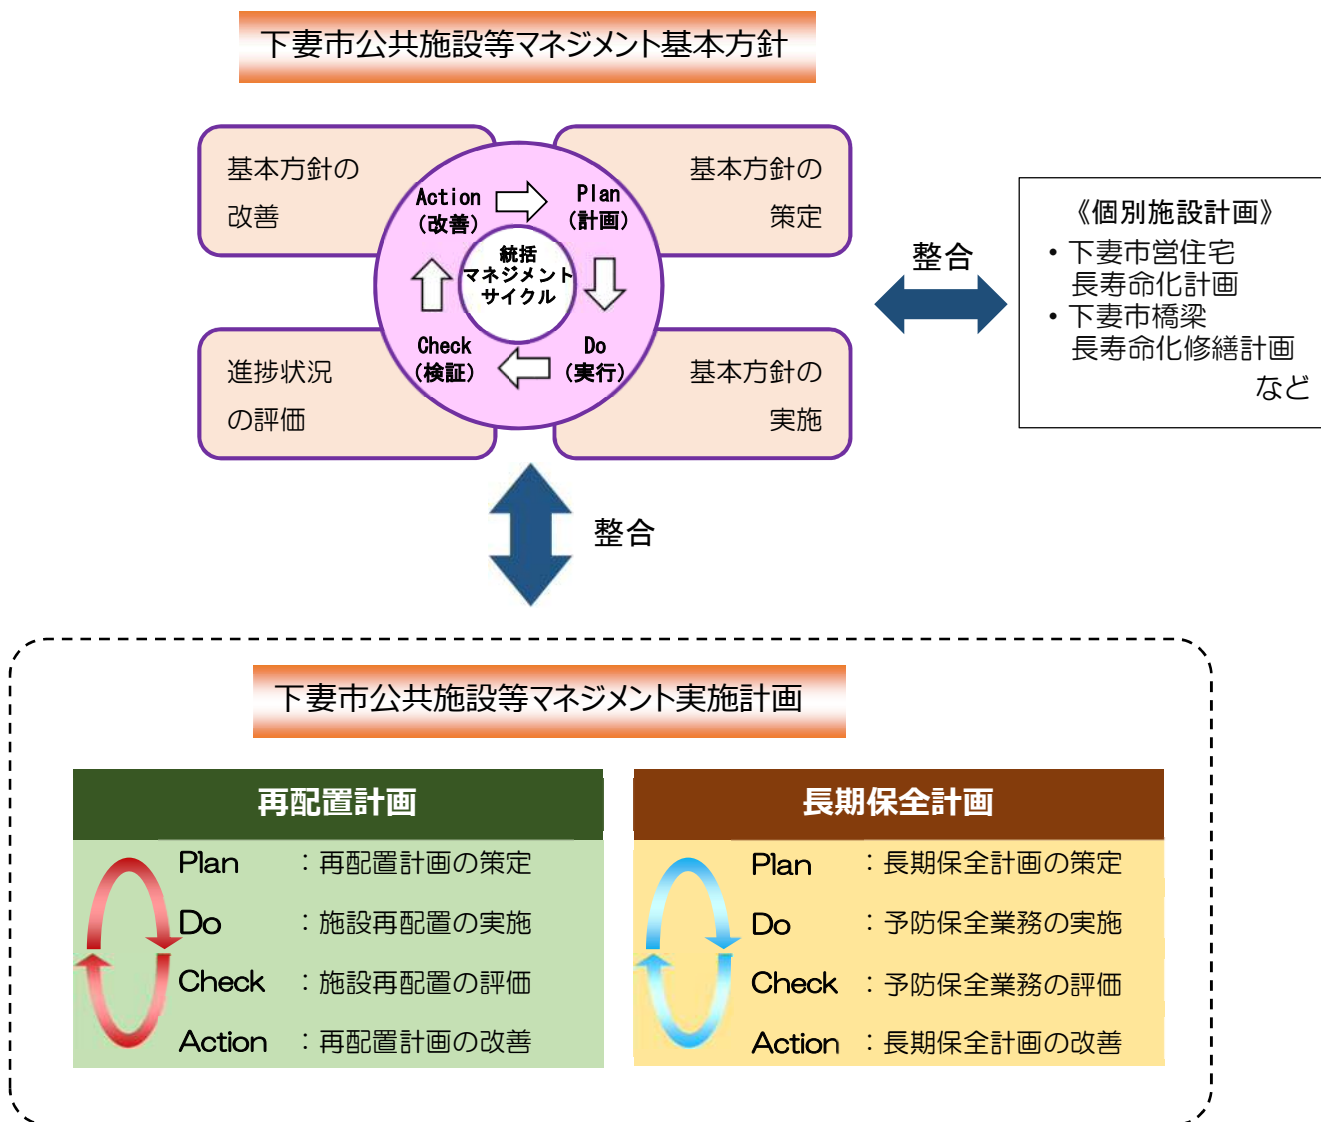 下妻市公共施設等マネジメント基本方針
基本方針の
改善
基本方針の
策定
Action
(改善)
Plan
(計画)
統括
マネジメント
サイクル
Check
(検証)
Do
(実行)
進捗状況
の評価
基本方針の
実施
整合
《個別施設計画》
・下妻市営住宅
長寿命化計画
・下妻市橋梁
長寿命化修繕計画
など
整合
下妻市公共施設等マネジメント実施計画
再配置計画
Plan ：再配置計画の策定
Do ：施設再配置の実施
Check ：施設再配置の評価
Action ：再配置計画の改善
長期保全計画
Plan ：長期保全計画の策定
Do ：予防保全業務の実施
Check ：予防保全業務の評価
Action ：長期保全計画の改善